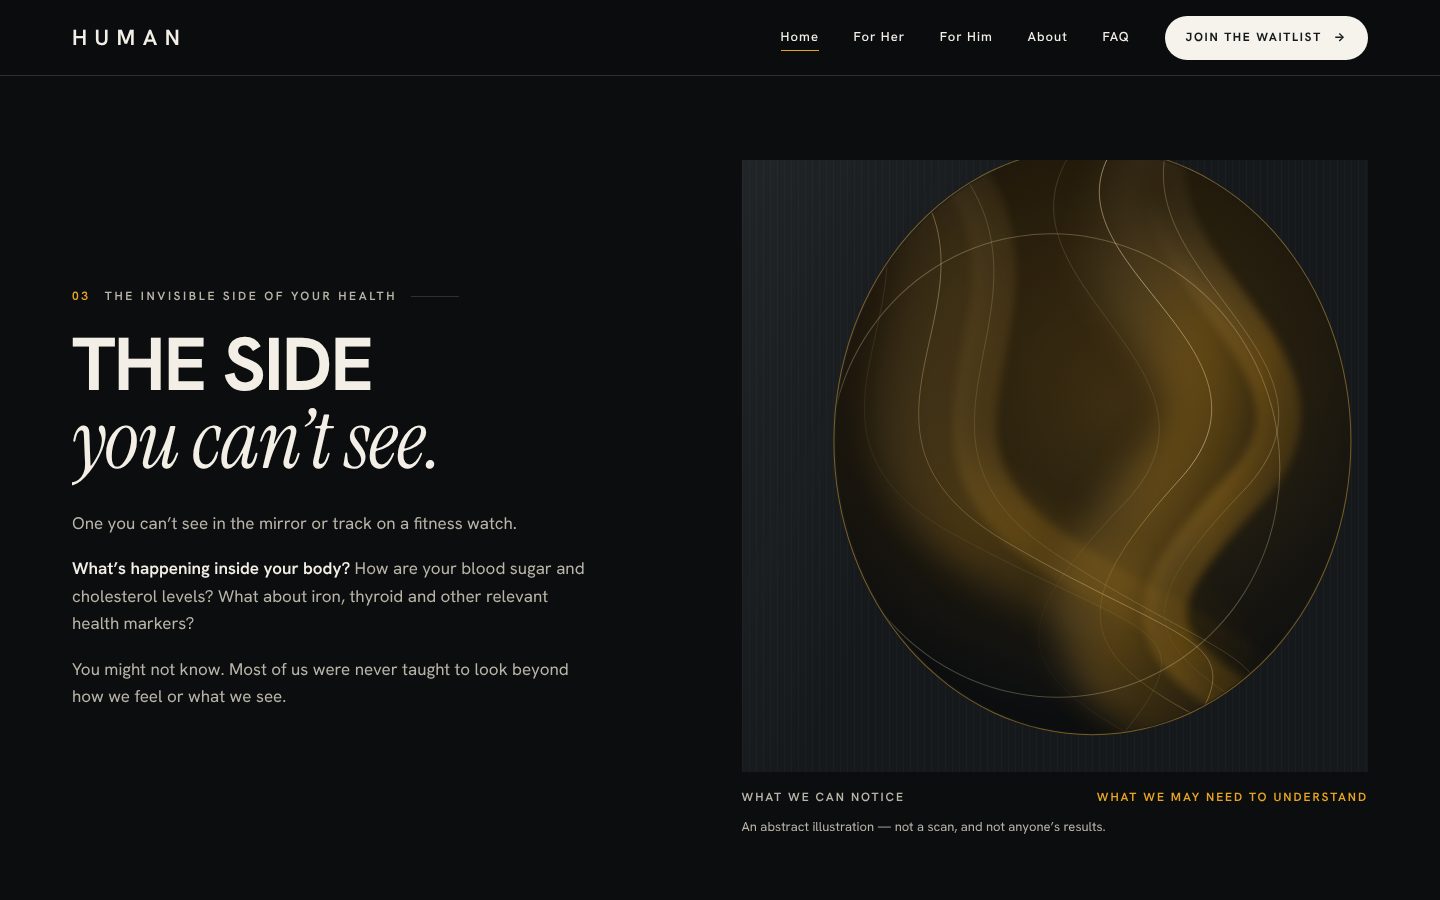 HUMAN
Home
For Her
For Him
About
FAQ
JOIN THE WAITLIST →
03 THE INVISIBLE SIDE OF YOUR HEALTH
THE SIDE
you can’t see.
One you can’t see in the mirror or track on a fitness watch.
What’s happening inside your body? How are your blood sugar and
cholesterol levels? What about iron, thyroid and other relevant
health markers?
You might not know. Most of us were never taught to look beyond
how we feel or what we see.
WHAT WE CAN NOTICE
WHAT WE MAY NEED TO UNDERSTAND
An abstract illustration — not a scan, and not anyone’s results.